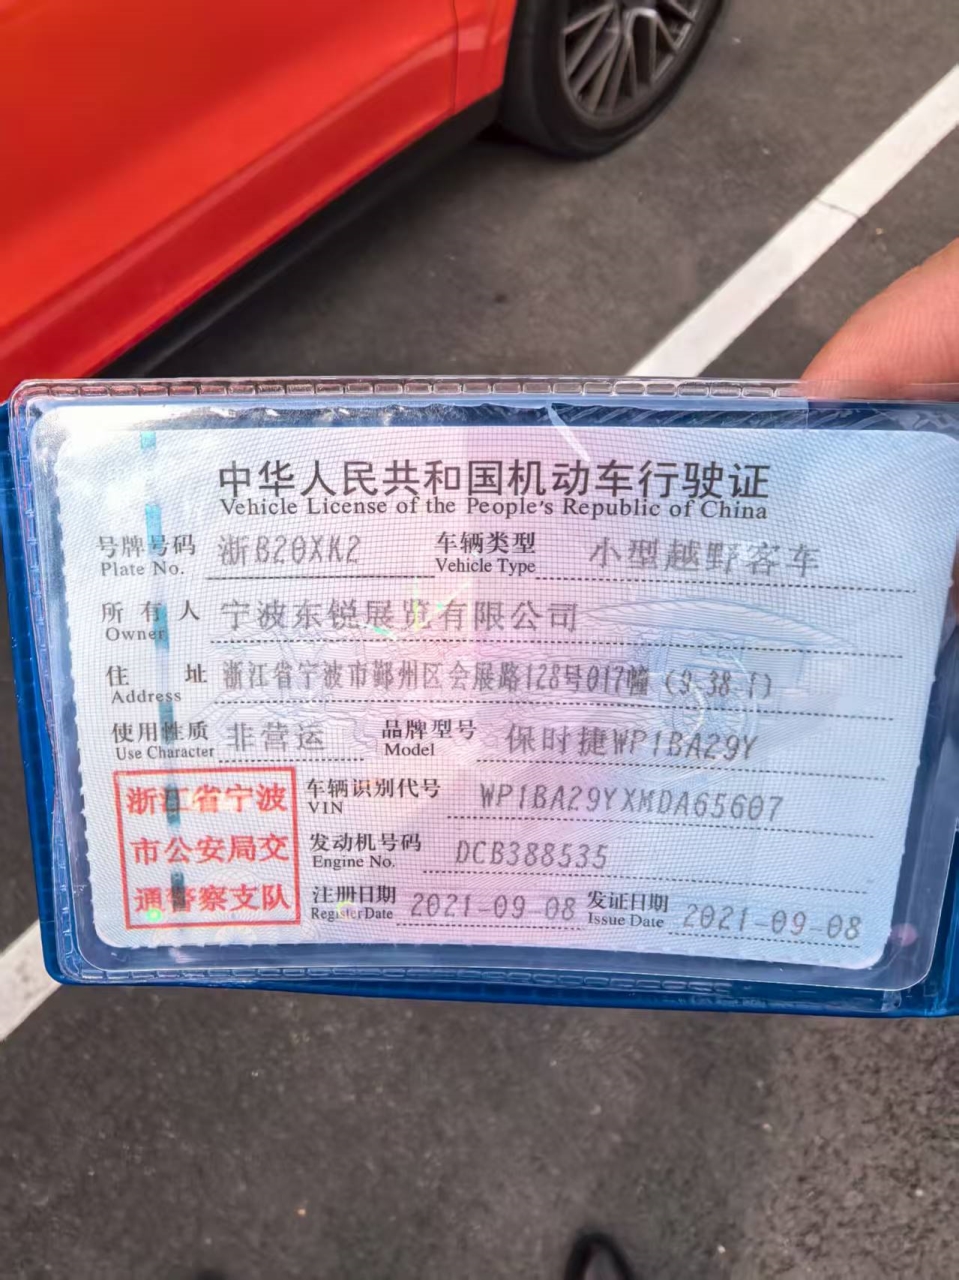 中华人民共和国机动车行驶证
Vehicle License of the People's Republic of China
号牌号码 浙B20XK2 车辆类型 小型越野客车
Plate No. Vehicle Type
所有人 宁波东锐展览有限公司
Owner
住址 浙江省宁波市鄞州区会展路128号017幢(9-38-1)
Address
使用性质 非营运 品牌型号 保时捷WP1BA29Y
Use Character Model
浙江省宁波 车辆识别代号 WP1BA29YXMDA65607
VIN
市公安局交 发动机号码 DCB388535
Engine No.
通警察支队 注册日期 2021-09-08 发证日期 2021-09-08
Register Date Issue Date